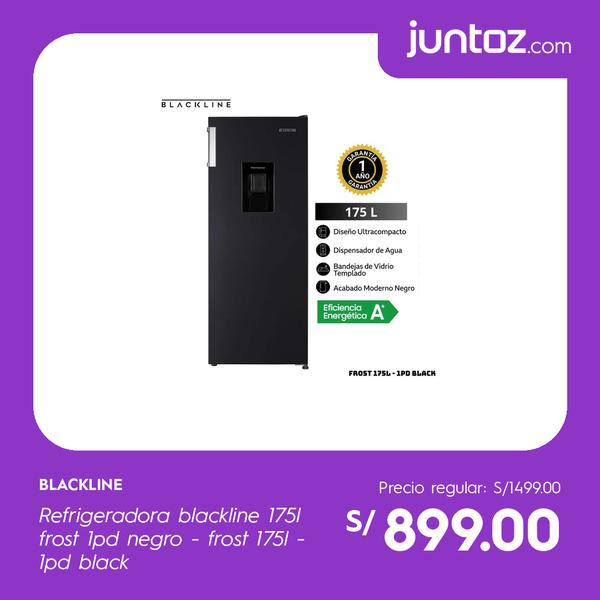 juntoz.com
BLACKLINE
GARANTÍA
1
AÑO
GARANTÍA
175 L
Diseño Ultracompacto
Dispensador de Agua
Bandejas de Vidrio
Templado
Acabado Moderno Negro
Eficiencia
Energética A+
FROST 175L - 1PD BLACK
BLACKLINE
Precio regular: S/1499.00
Refrigeradora blackline 175l
frost 1pd negro - frost 175l -
1pd black
S/ 899.00